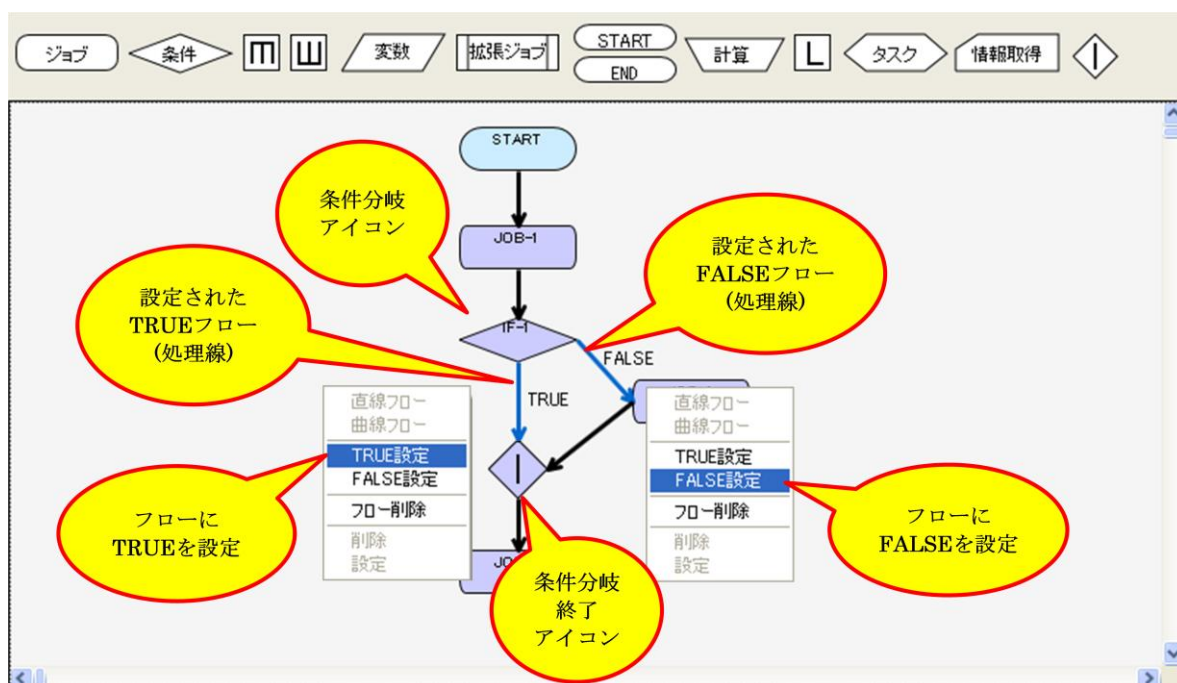 ジョブ
条件
変数
拡張ジョブ
START
END
計算
L
タスク
情報取得
START
条件分岐
アイコン
JOB-1
設定された
FALSEフロー
(処理線)
設定された
TRUEフロー
(処理線)
IF-1
FALSE
TRUE
直線フロー
曲線フロー
TRUE設定
FALSE設定
フロー削除
削除
設定
直線フロー
曲線フロー
TRUE設定
FALSE設定
フロー削除
削除
設定
フローに
TRUEを設定
フローに
FALSEを設定
条件分岐
終了
アイコン